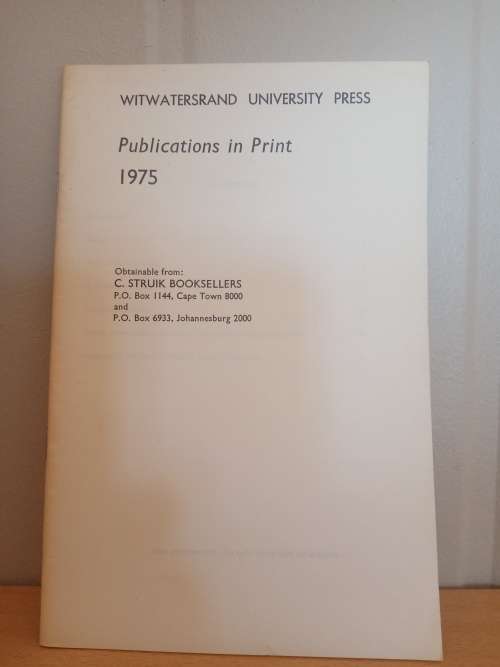 WITWATERSRAND UNIVERSITY PRESS
Publications in Print
1975
Obtainable from:
C. STRUIK BOOKSELLERS
P.O. Box 1144, Cape Town 8000
and
P.O. Box 6933, Johannesburg 2000